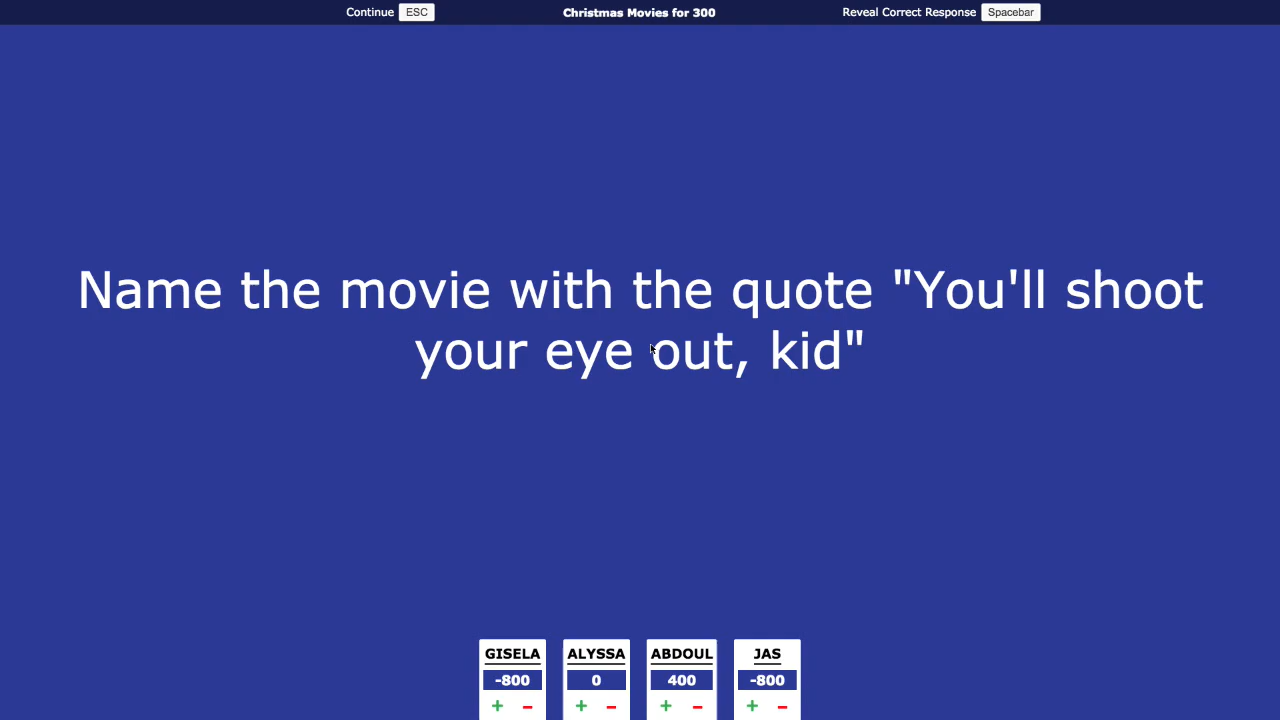 Continue ESC Christmas Movies for 300 Reveal Correct Response Spacebar
Name the movie with the quote "You'll shoot
your eye out, kid"
GISELA ALYSSA ABDOUL JAS
-800 0 400 -800
+ − + − + − + −